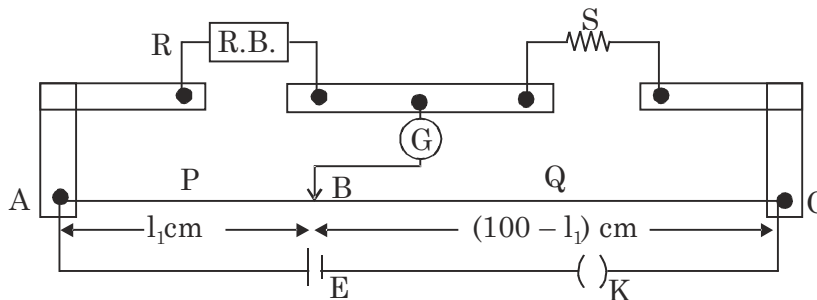 S
R R.B.
G
P B Q
A C
l₁cm (100 – l₁) cm
E K